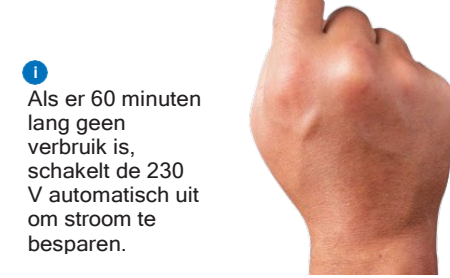 i
Als er 60 minuten
lang geen
verbruik is,
schakelt de 230
V automatisch uit
om stroom te
besparen.